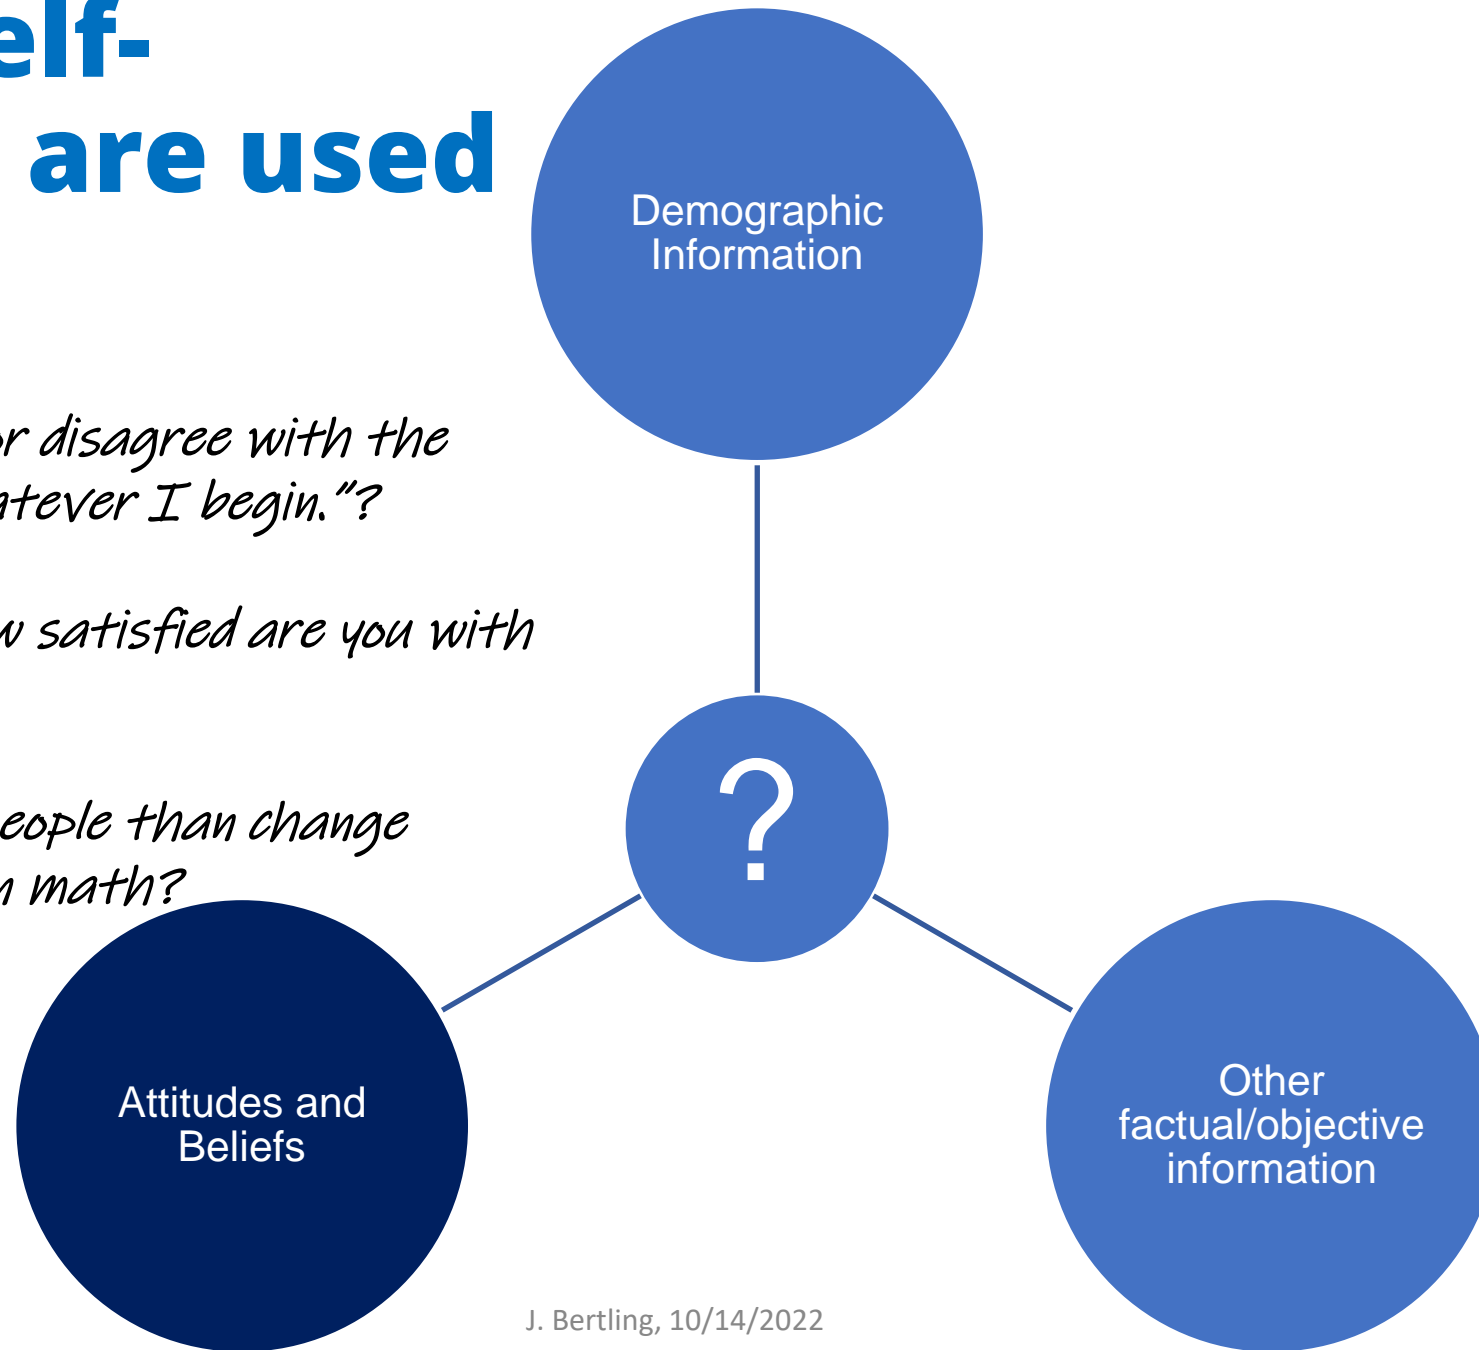 elf-
are used
Demographic
Information
or disagree with the
atever I begin."?
w satisfied are you with
eople than change
n math?
?
Attitudes and
Beliefs
Other
factual/objective
information
J. Bertling, 10/14/2022